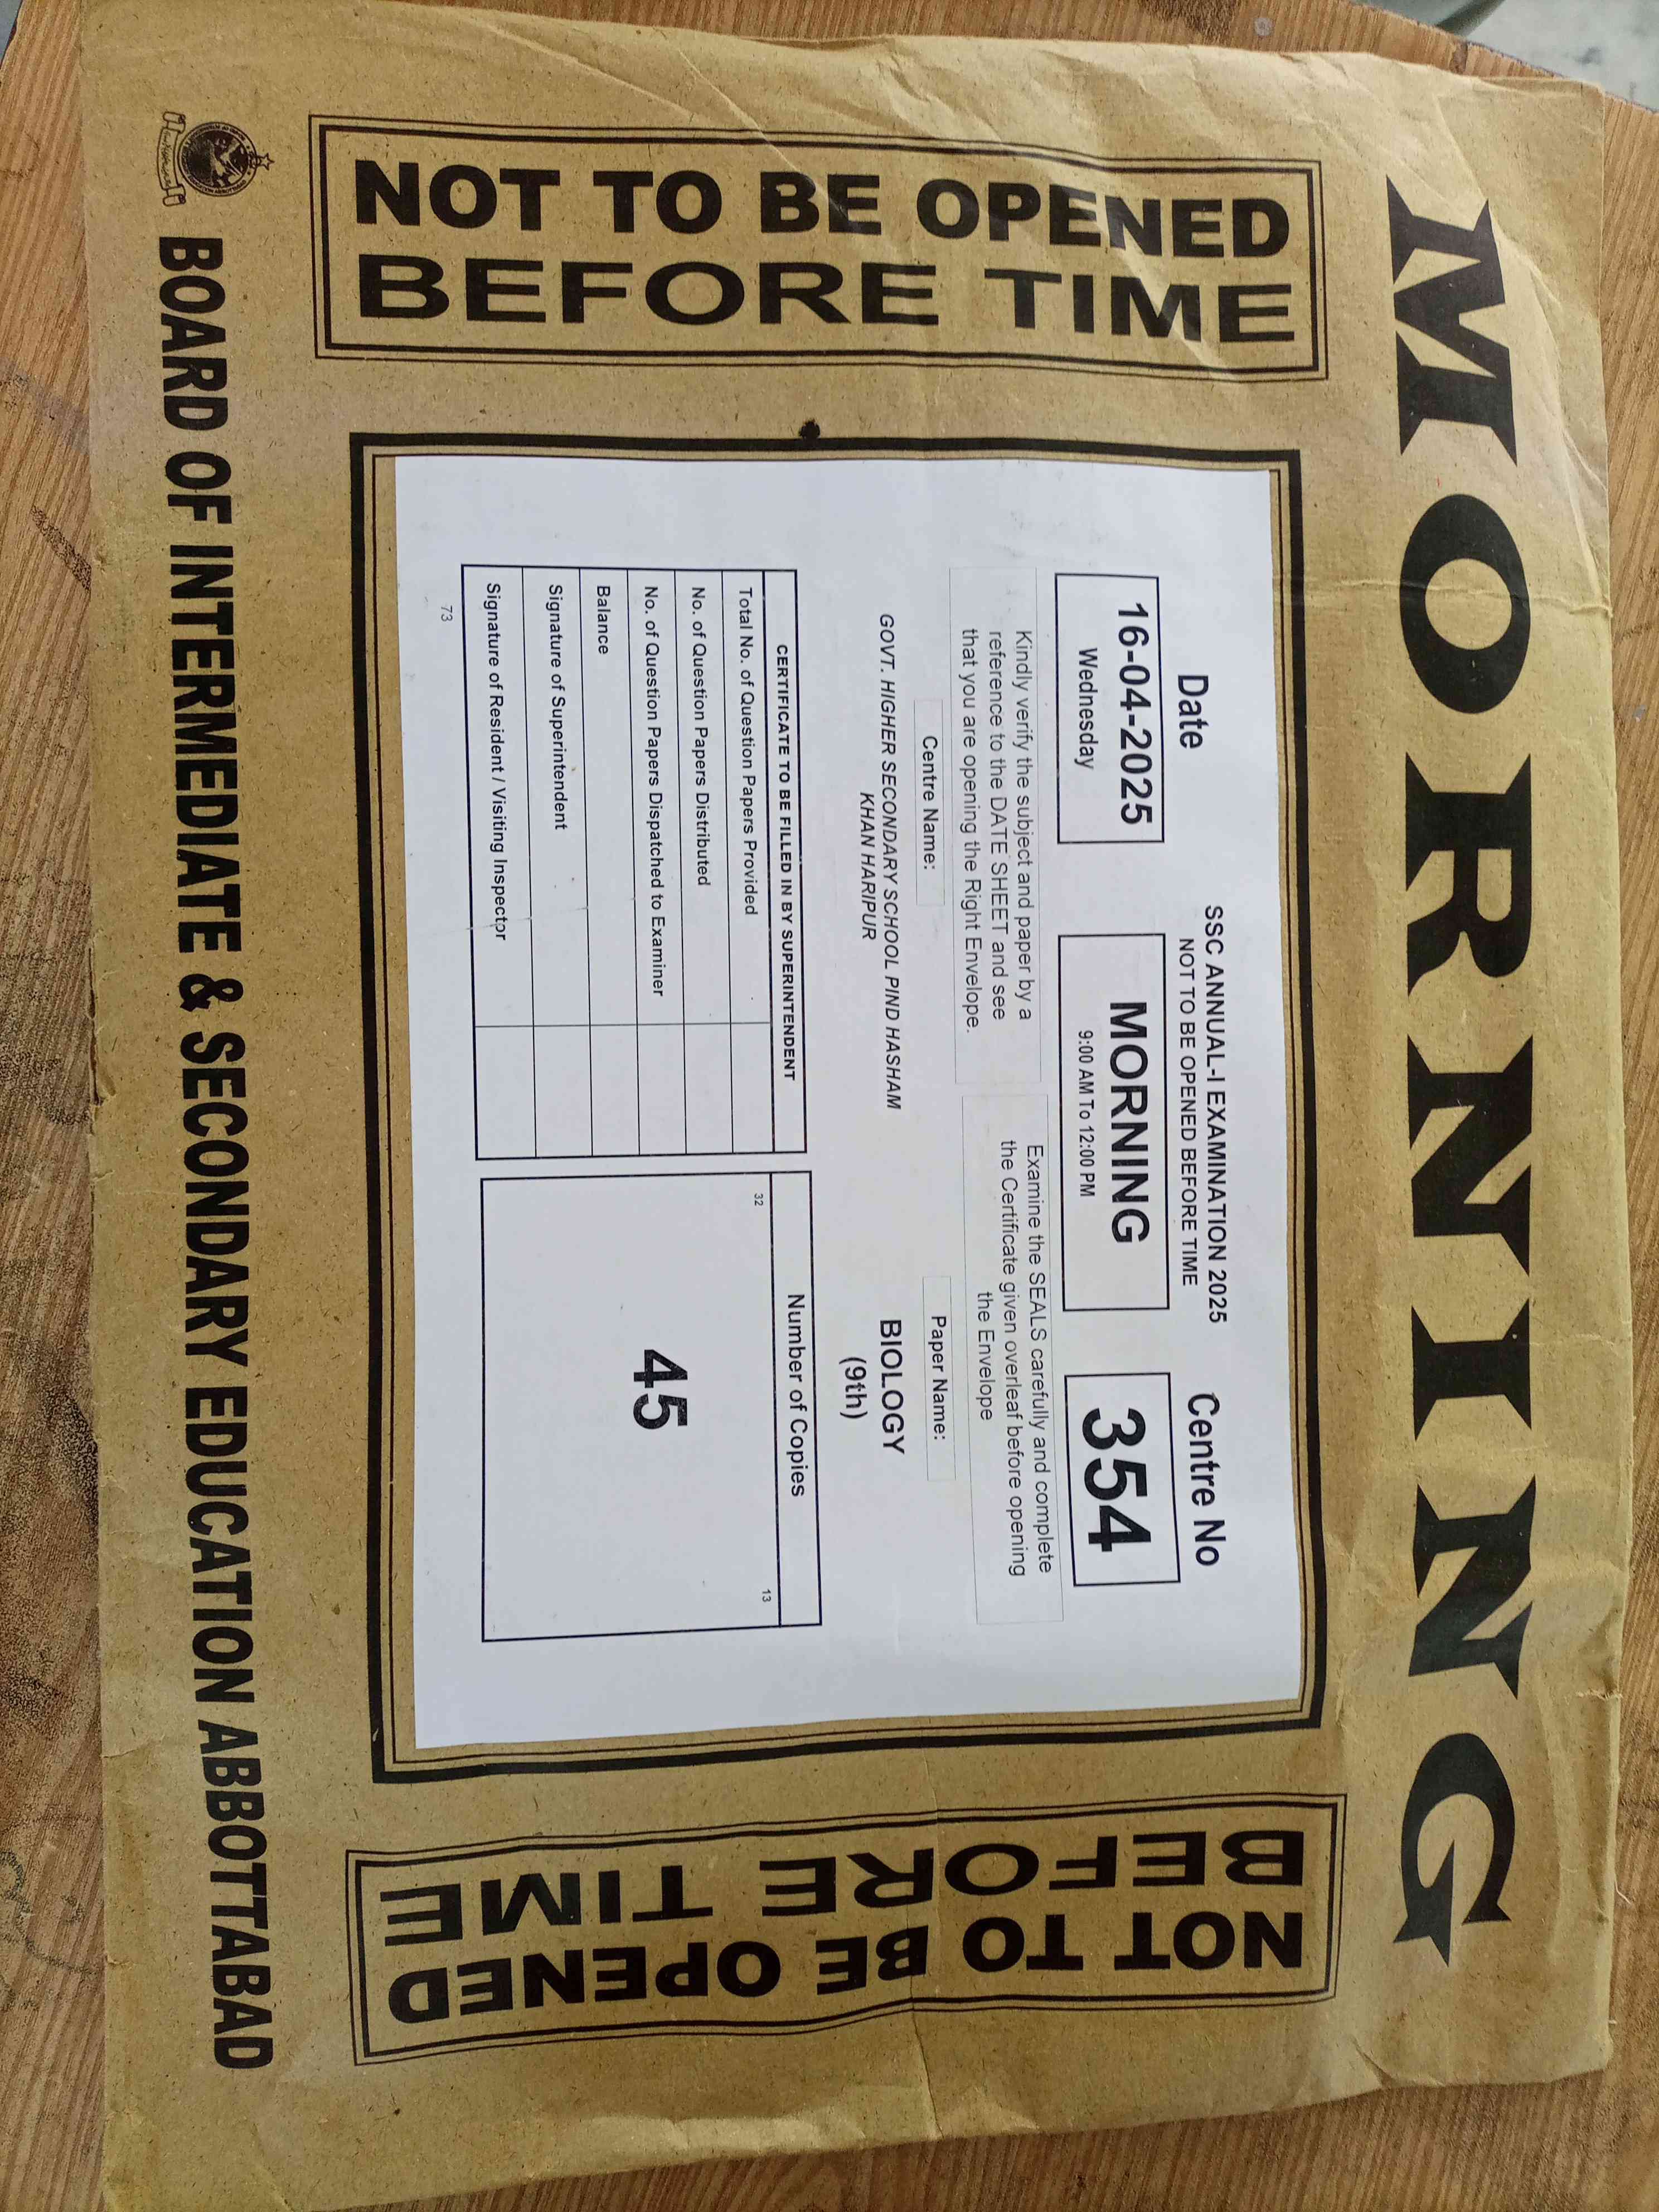 MORNING
NOT TO BE OPENED
BEFORE TIME
SSC ANNUAL-I EXAMINATION 2025
NOT TO BE OPENED BEFORE TIME
Date
16-04-2025
Wednesday
MORNING
9:00 AM To 12:00 PM
Centre No
354
Kindly verify the subject and paper by a
reference to the DATE SHEET and see
that you are opening the Right Envelope.
Examine the SEALS carefully and complete
the Certificate given overleaf before opening
the Envelope
Centre Name:
GOVT. HIGHER SECONDARY SCHOOL PIND HASHAM
KHAN HARIPUR
Paper Name:
BIOLOGY
(9th)
CERTIFICATE TO BE FILLED IN BY SUPERINTENDENT
Total No. of Question Papers Provided
No. of Question Papers Distributed
No. of Question Papers Dispatched to Examiner
Balance
Signature of Superintendent
Signature of Resident / Visiting Inspector
73
Number of Copies
32
13
45
NOT TO BE OPENED
BEFORE TIME
BOARD OF INTERMEDIATE & SECONDARY EDUCATION ABBOTTABAD